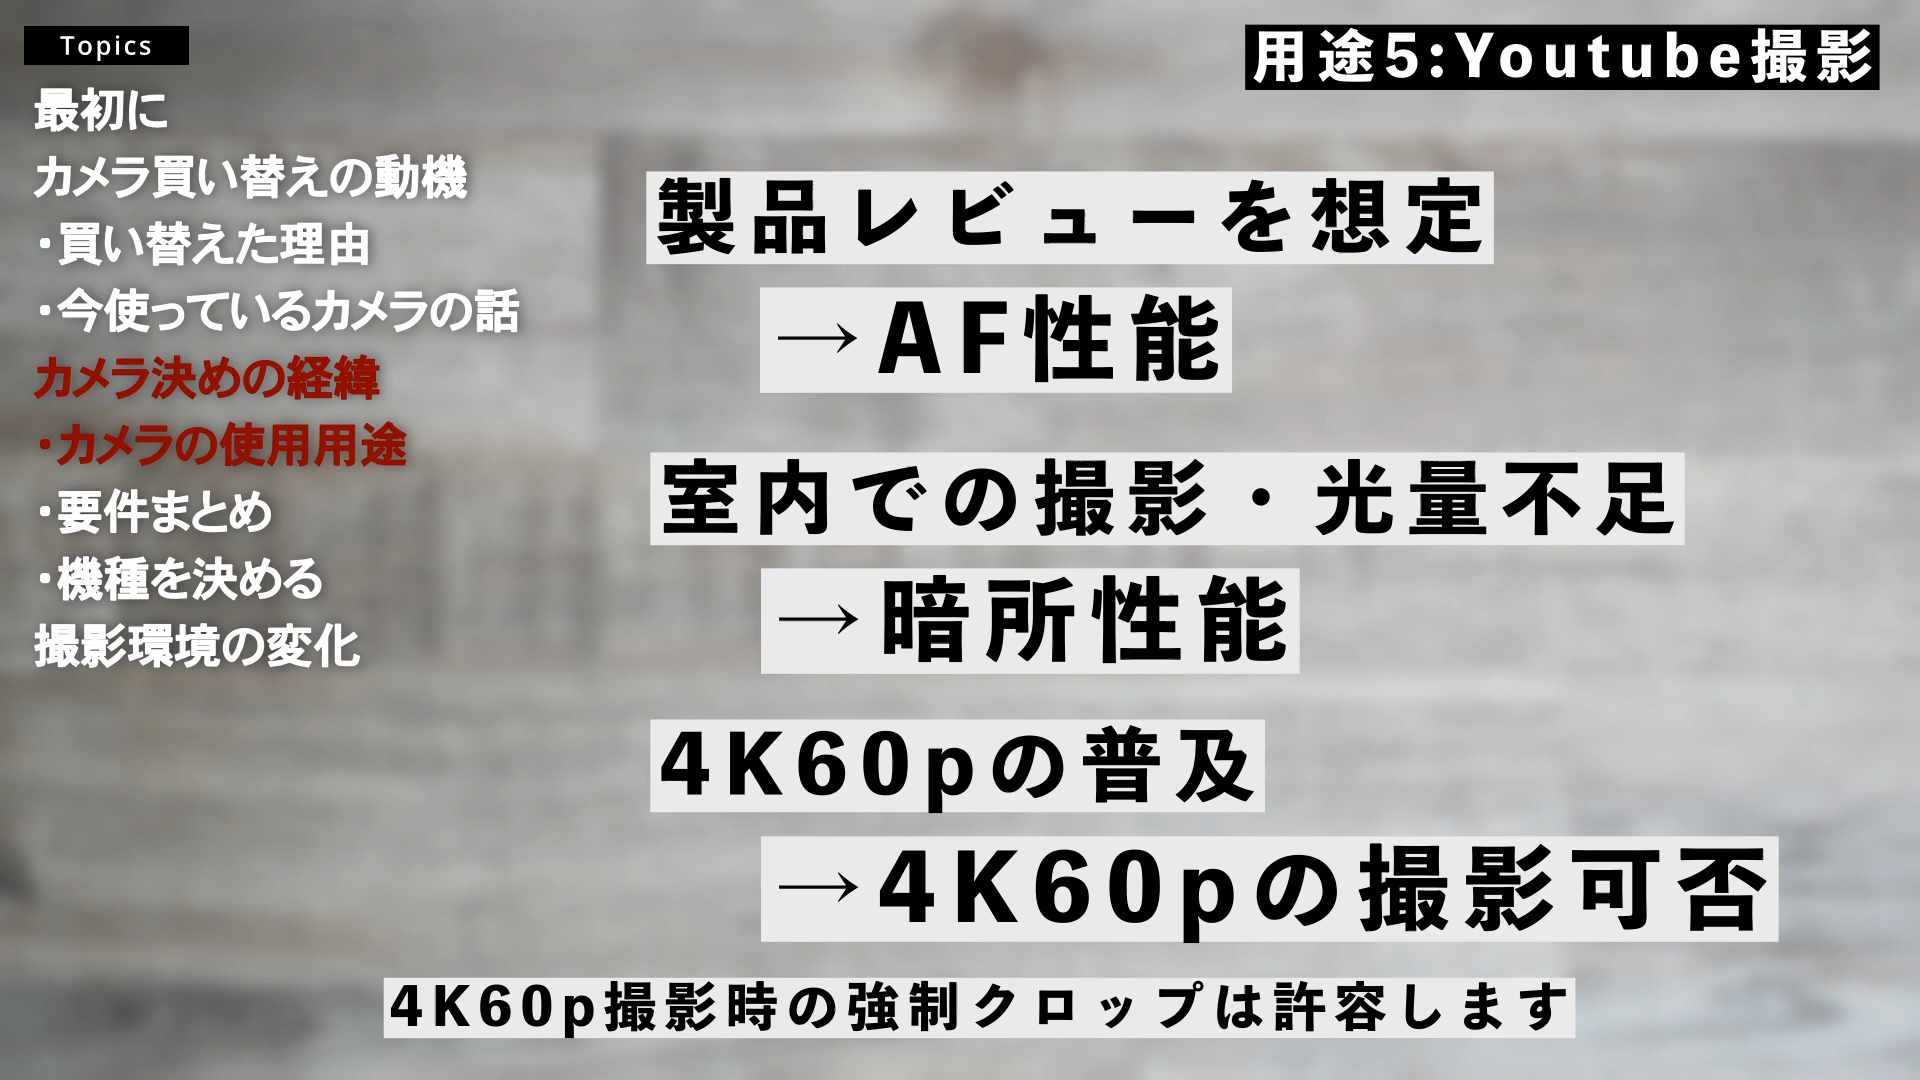 Topics
最初に
カメラ買い替えの動機
・買い替えた理由
・今使っているカメラの話
カメラ決めの経緯
・カメラの使用用途
・要件まとめ
・機種を決める
撮影環境の変化
用途5:Youtube撮影
製品レビューを想定
→AF性能
室内での撮影・光量不足
→暗所性能
4K60pの普及
→4K60pの撮影可否
4K60p撮影時の強制クロップは許容します